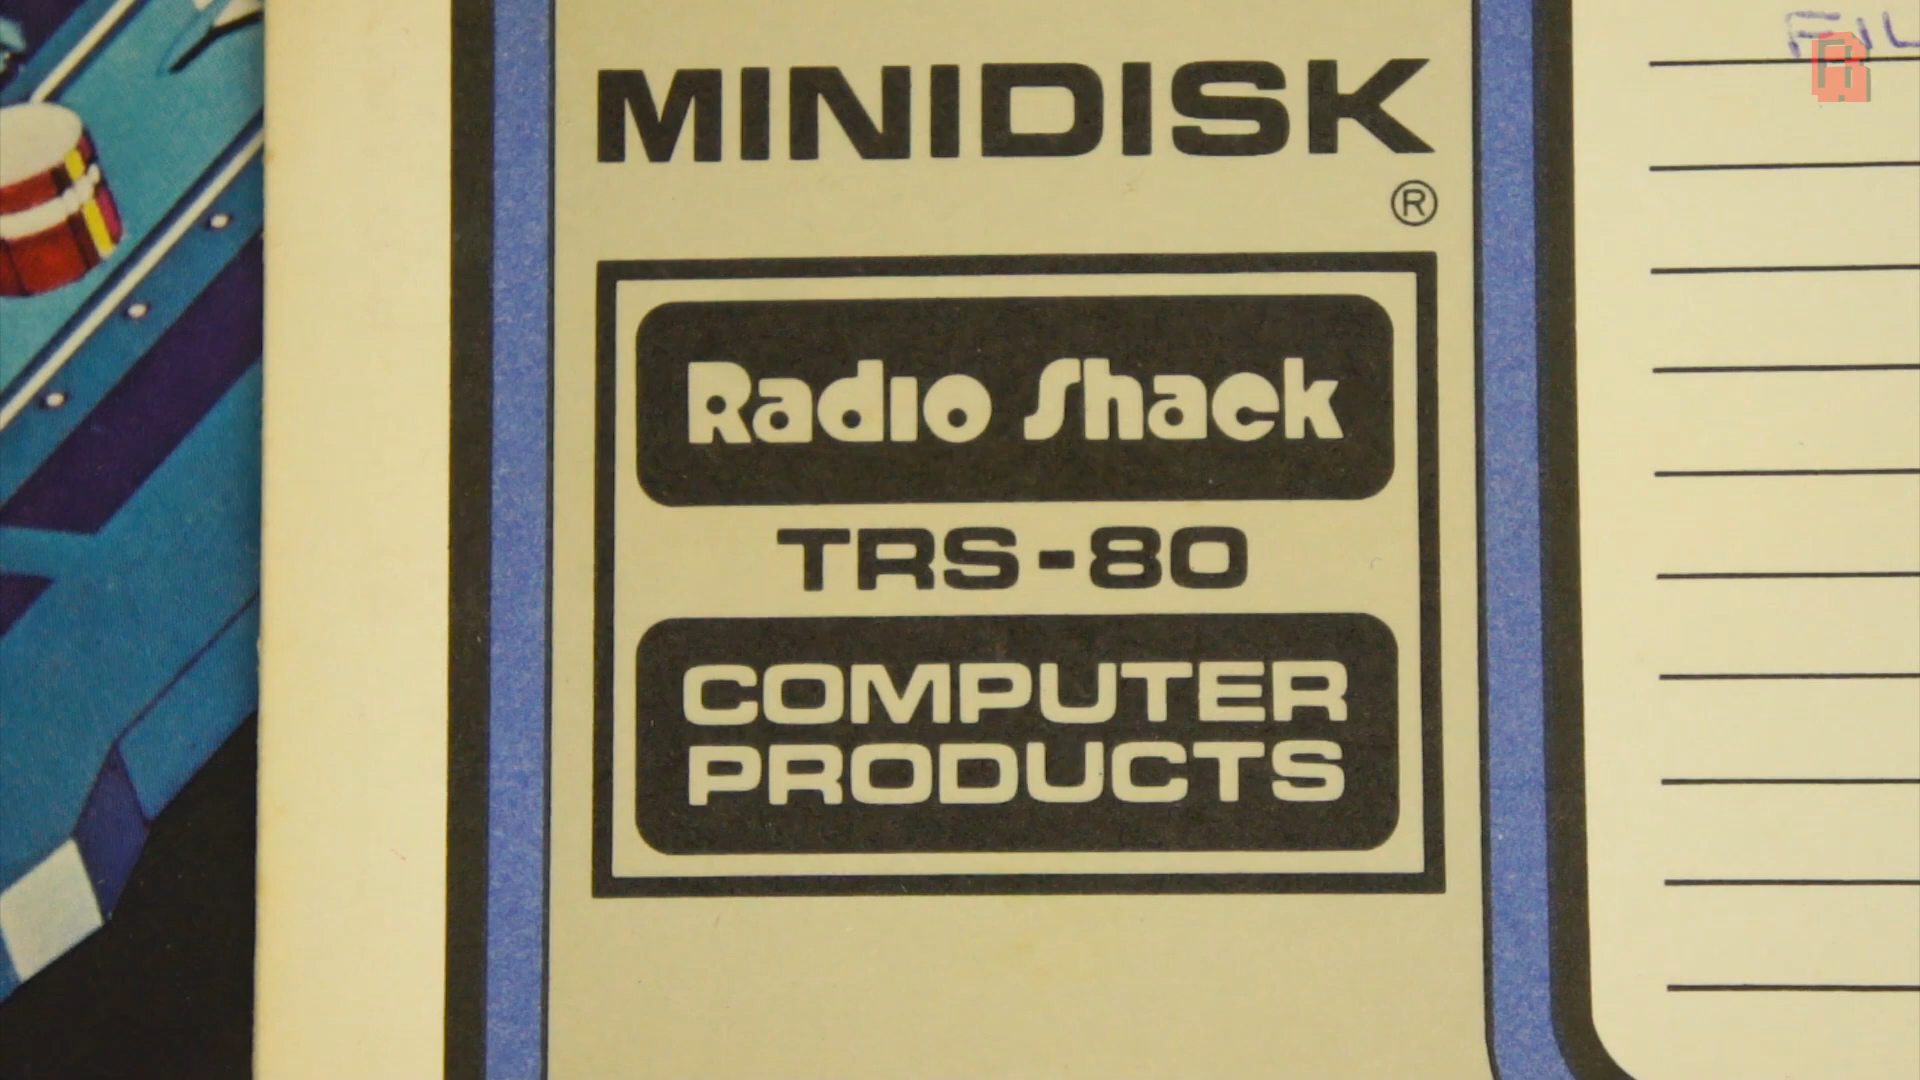 MINIDISK
®
Radio Shack
TRS-80
COMPUTER
PRODUCTS